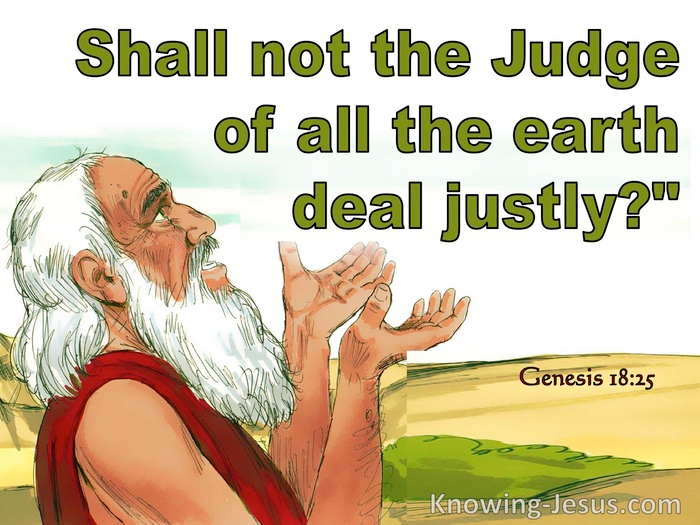 Shall not the Judge
of all the earth
deal justly?"
Genesis 18:25
Knowing-Jesus.com